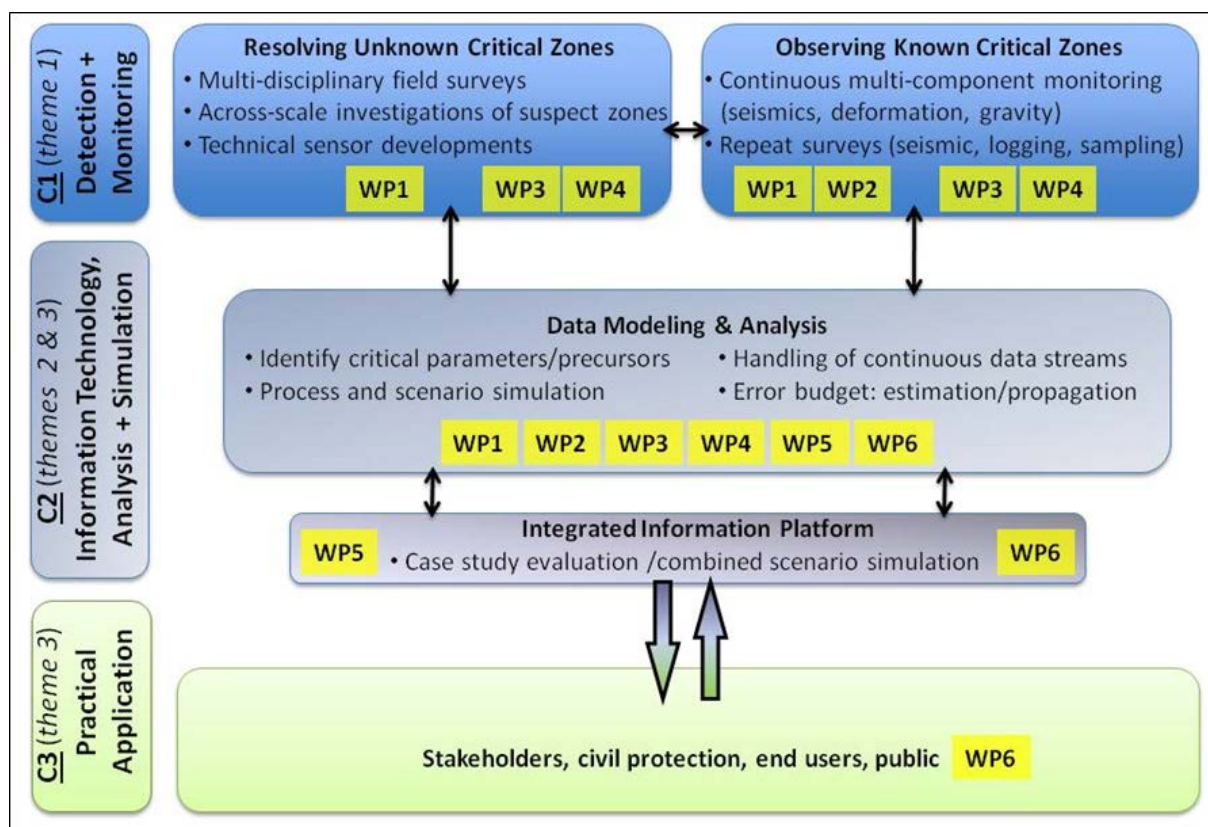 C1 (theme 1)
Detection +
Monitoring
Resolving Unknown Critical Zones
• Multi-disciplinary field surveys
• Across-scale investigations of suspect zones
• Technical sensor developments
WP1 WP3 WP4
Observing Known Critical Zones
• Continuous multi-component monitoring
(seismics, deformation, gravity)
• Repeat surveys (seismic, logging, sampling)
WP1 WP2 WP3 WP4
C2 (themes 2 & 3)
Information Technology,
Analysis + Simulation
Data Modeling & Analysis
• Identify critical parameters/precursors
• Process and scenario simulation
• Handling of continuous data streams
• Error budget: estimation/propagation
WP1 WP2 WP3 WP4 WP5 WP6
Integrated Information Platform
WP5 • Case study evaluation /combined scenario simulation WP6
C3 (theme 3)
Practical
Application
Stakeholders, civil protection, end users, public WP6